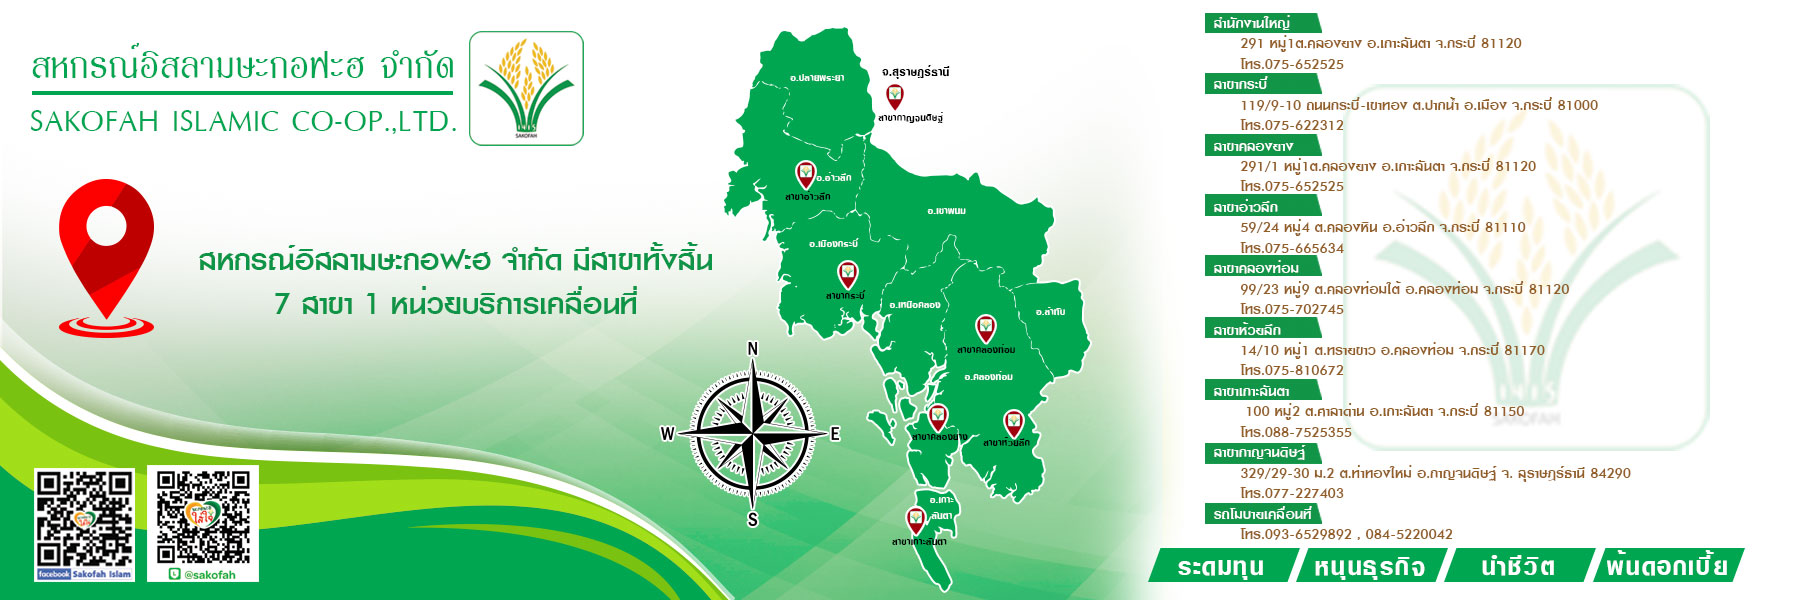 สหกรณ์อิสลามษะกอฟะฮ จำกัด
SAKOFAH ISLAMIC CO-OP.,LTD.
SAKOFAH
สหกรณ์อิสลามษะกอฟะฮ จำกัด มีสาขาทั้งสิ้น
7 สาขา 1 หน่วยบริการเคลื่อนที่
facebook Sakofah Islam
@sakofah
อ.ปลายพระยา
จ.สุราษฎร์ธานี
สาขากาญจนดิษฐ์
อ.อ่าวลึก
สาขาอ่าวลึก
อ.เขาพนม
อ.เมืองกระบี่
สาขากระบี่
อ.เหนือคลอง
อ.ลำทับ
สาขาคลองท่อม
อ.คลองท่อม
สาขาคลองยาง
สาขาห้วยลึก
อ.เกาะ
ลันตา
สาขาเกาะลันตา
N
W
E
S
สำนักงานใหญ่
291 หมู่1ต.คลองยาง อ.เกาะลันตา จ.กระบี่ 81120
โทร.075-652525
สาขากระบี่
119/9-10 ถนนกระบี่-เขาทอง ต.ปากน้ำ อ.เมือง จ.กระบี่ 81000
โทร.075-622312
สาขาคลองยาง
291/1 หมู่1ต.คลองยาง อ.เกาะลันตา จ.กระบี่ 81120
โทร.075-652525
สาขาอ่าวลึก
59/24 หมู่4 ต.คลองหิน อ.อ่าวลึก จ.กระบี่ 81110
โทร.075-665634
สาขาคลองท่อม
99/23 หมู่9 ต.คลองท่อมใต้ อ.คลองท่อม จ.กระบี่ 81120
โทร.075-702745
สาขาห้วยลึก
14/10 หมู่1 ต.ทรายขาว อ.คลองท่อม จ.กระบี่ 81170
โทร.075-810672
สาขาเกาะลันตา
100 หมู่2 ต.ศาลาด่าน อ.เกาะลันตา จ.กระบี่ 81150
โทร.088-7525355
สาขากาญจนดิษฐ์
329/29-30 ม.2 ต.ท่าทองใหม่ อ.กาญจนดิษฐ์ จ. สุราษฎร์ธานี 84290
โทร.077-227403
รถโมบายเคลื่อนที่
โทร.093-6529892 , 084-5220042
SAKOFAH
ระดมทุน
หนุนธุรกิจ
นำชีวิต
พ้นดอกเบี้ย